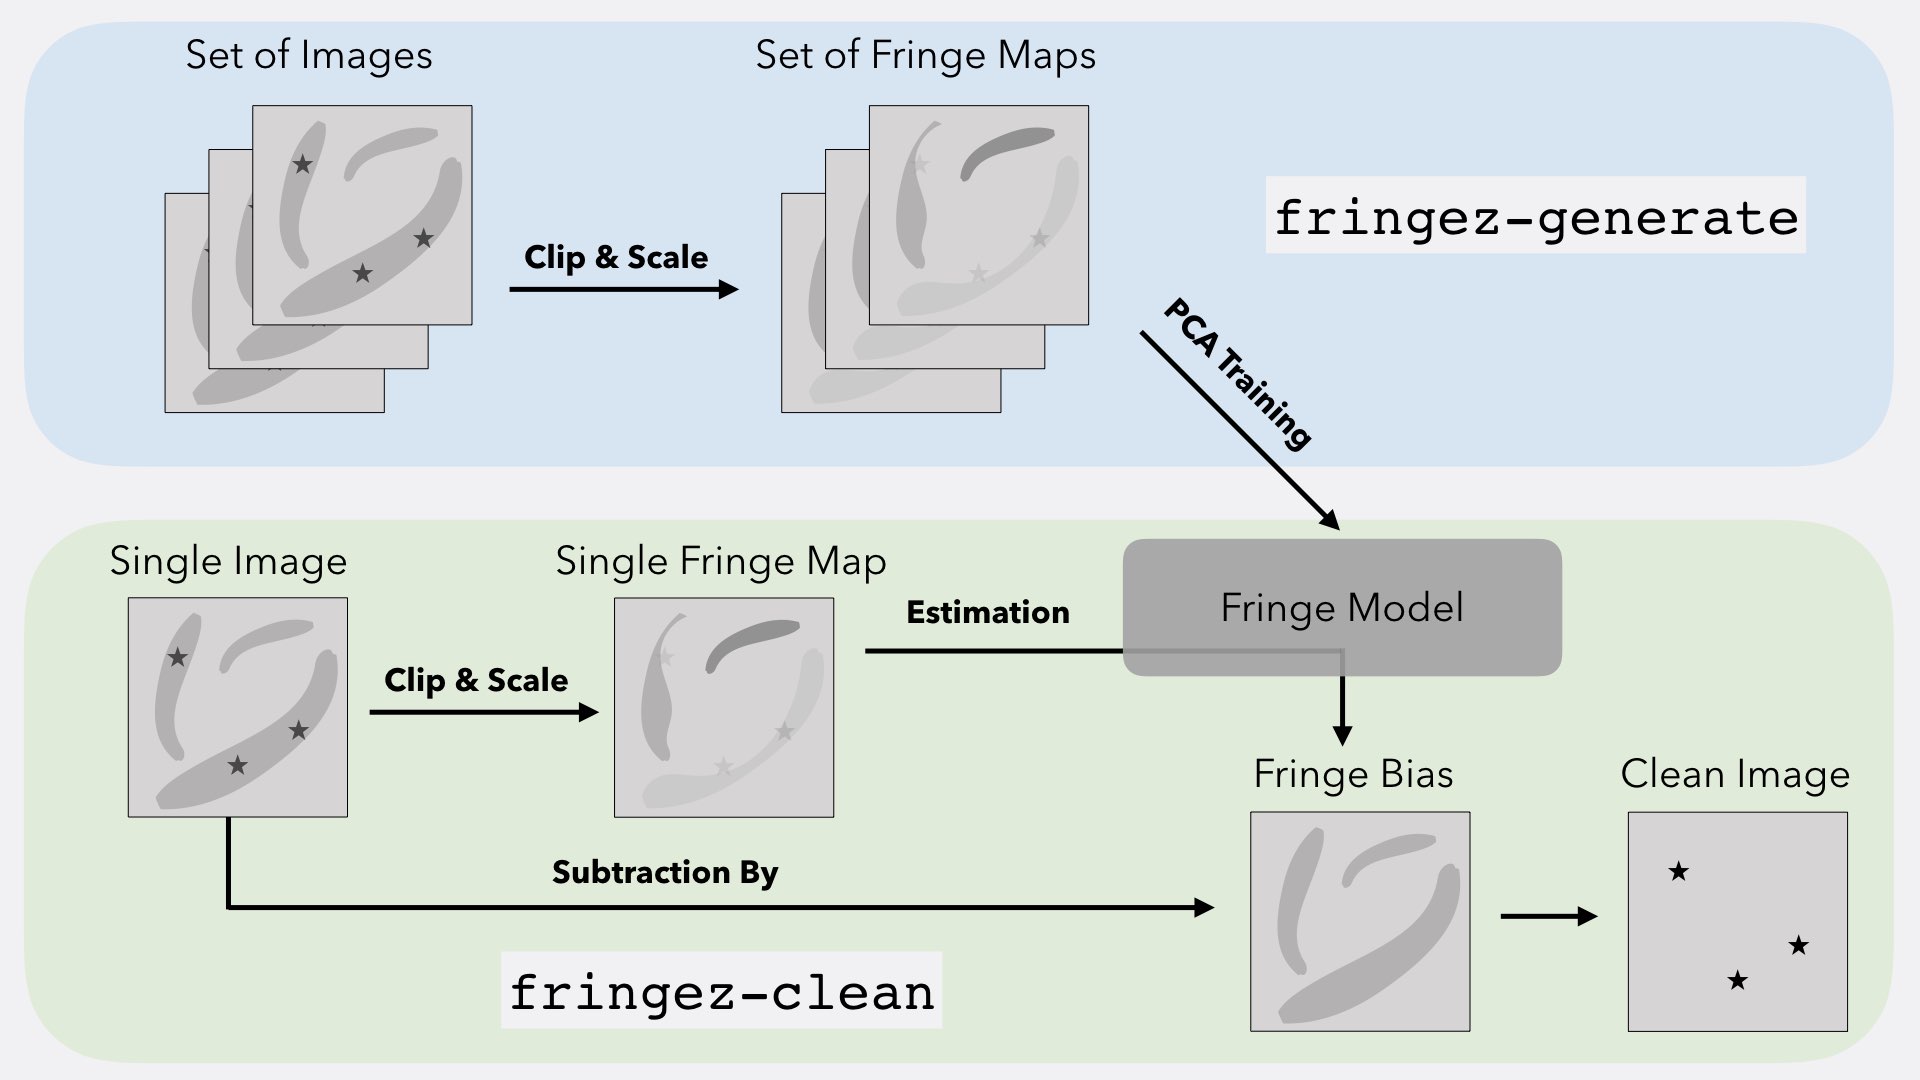 Set of Images
Set of Fringe Maps
Clip & Scale
fringez-generate
PCA Training
Single Image
Single Fringe Map
Estimation
Fringe Model
Clip & Scale
Fringe Bias
Clean Image
Subtraction By
fringez-clean